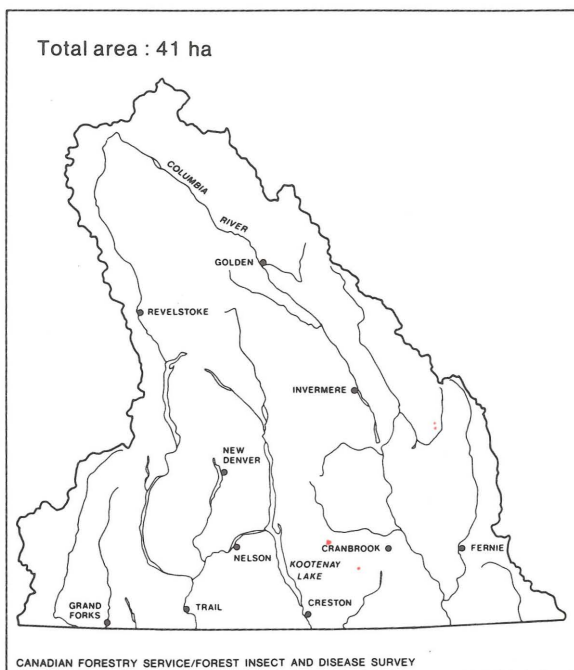 Total area : 41 ha
COLUMBIA
RIVER
GOLDEN
REVELSTOKE
INVERMERE
NEW
DENVER
NELSON
KOOTENAY
LAKE
CRANBROOK
FERNIE
GRAND
FORKS
TRAIL
CRESTON
CANADIAN FORESTRY SERVICE/FOREST INSECT AND DISEASE SURVEY